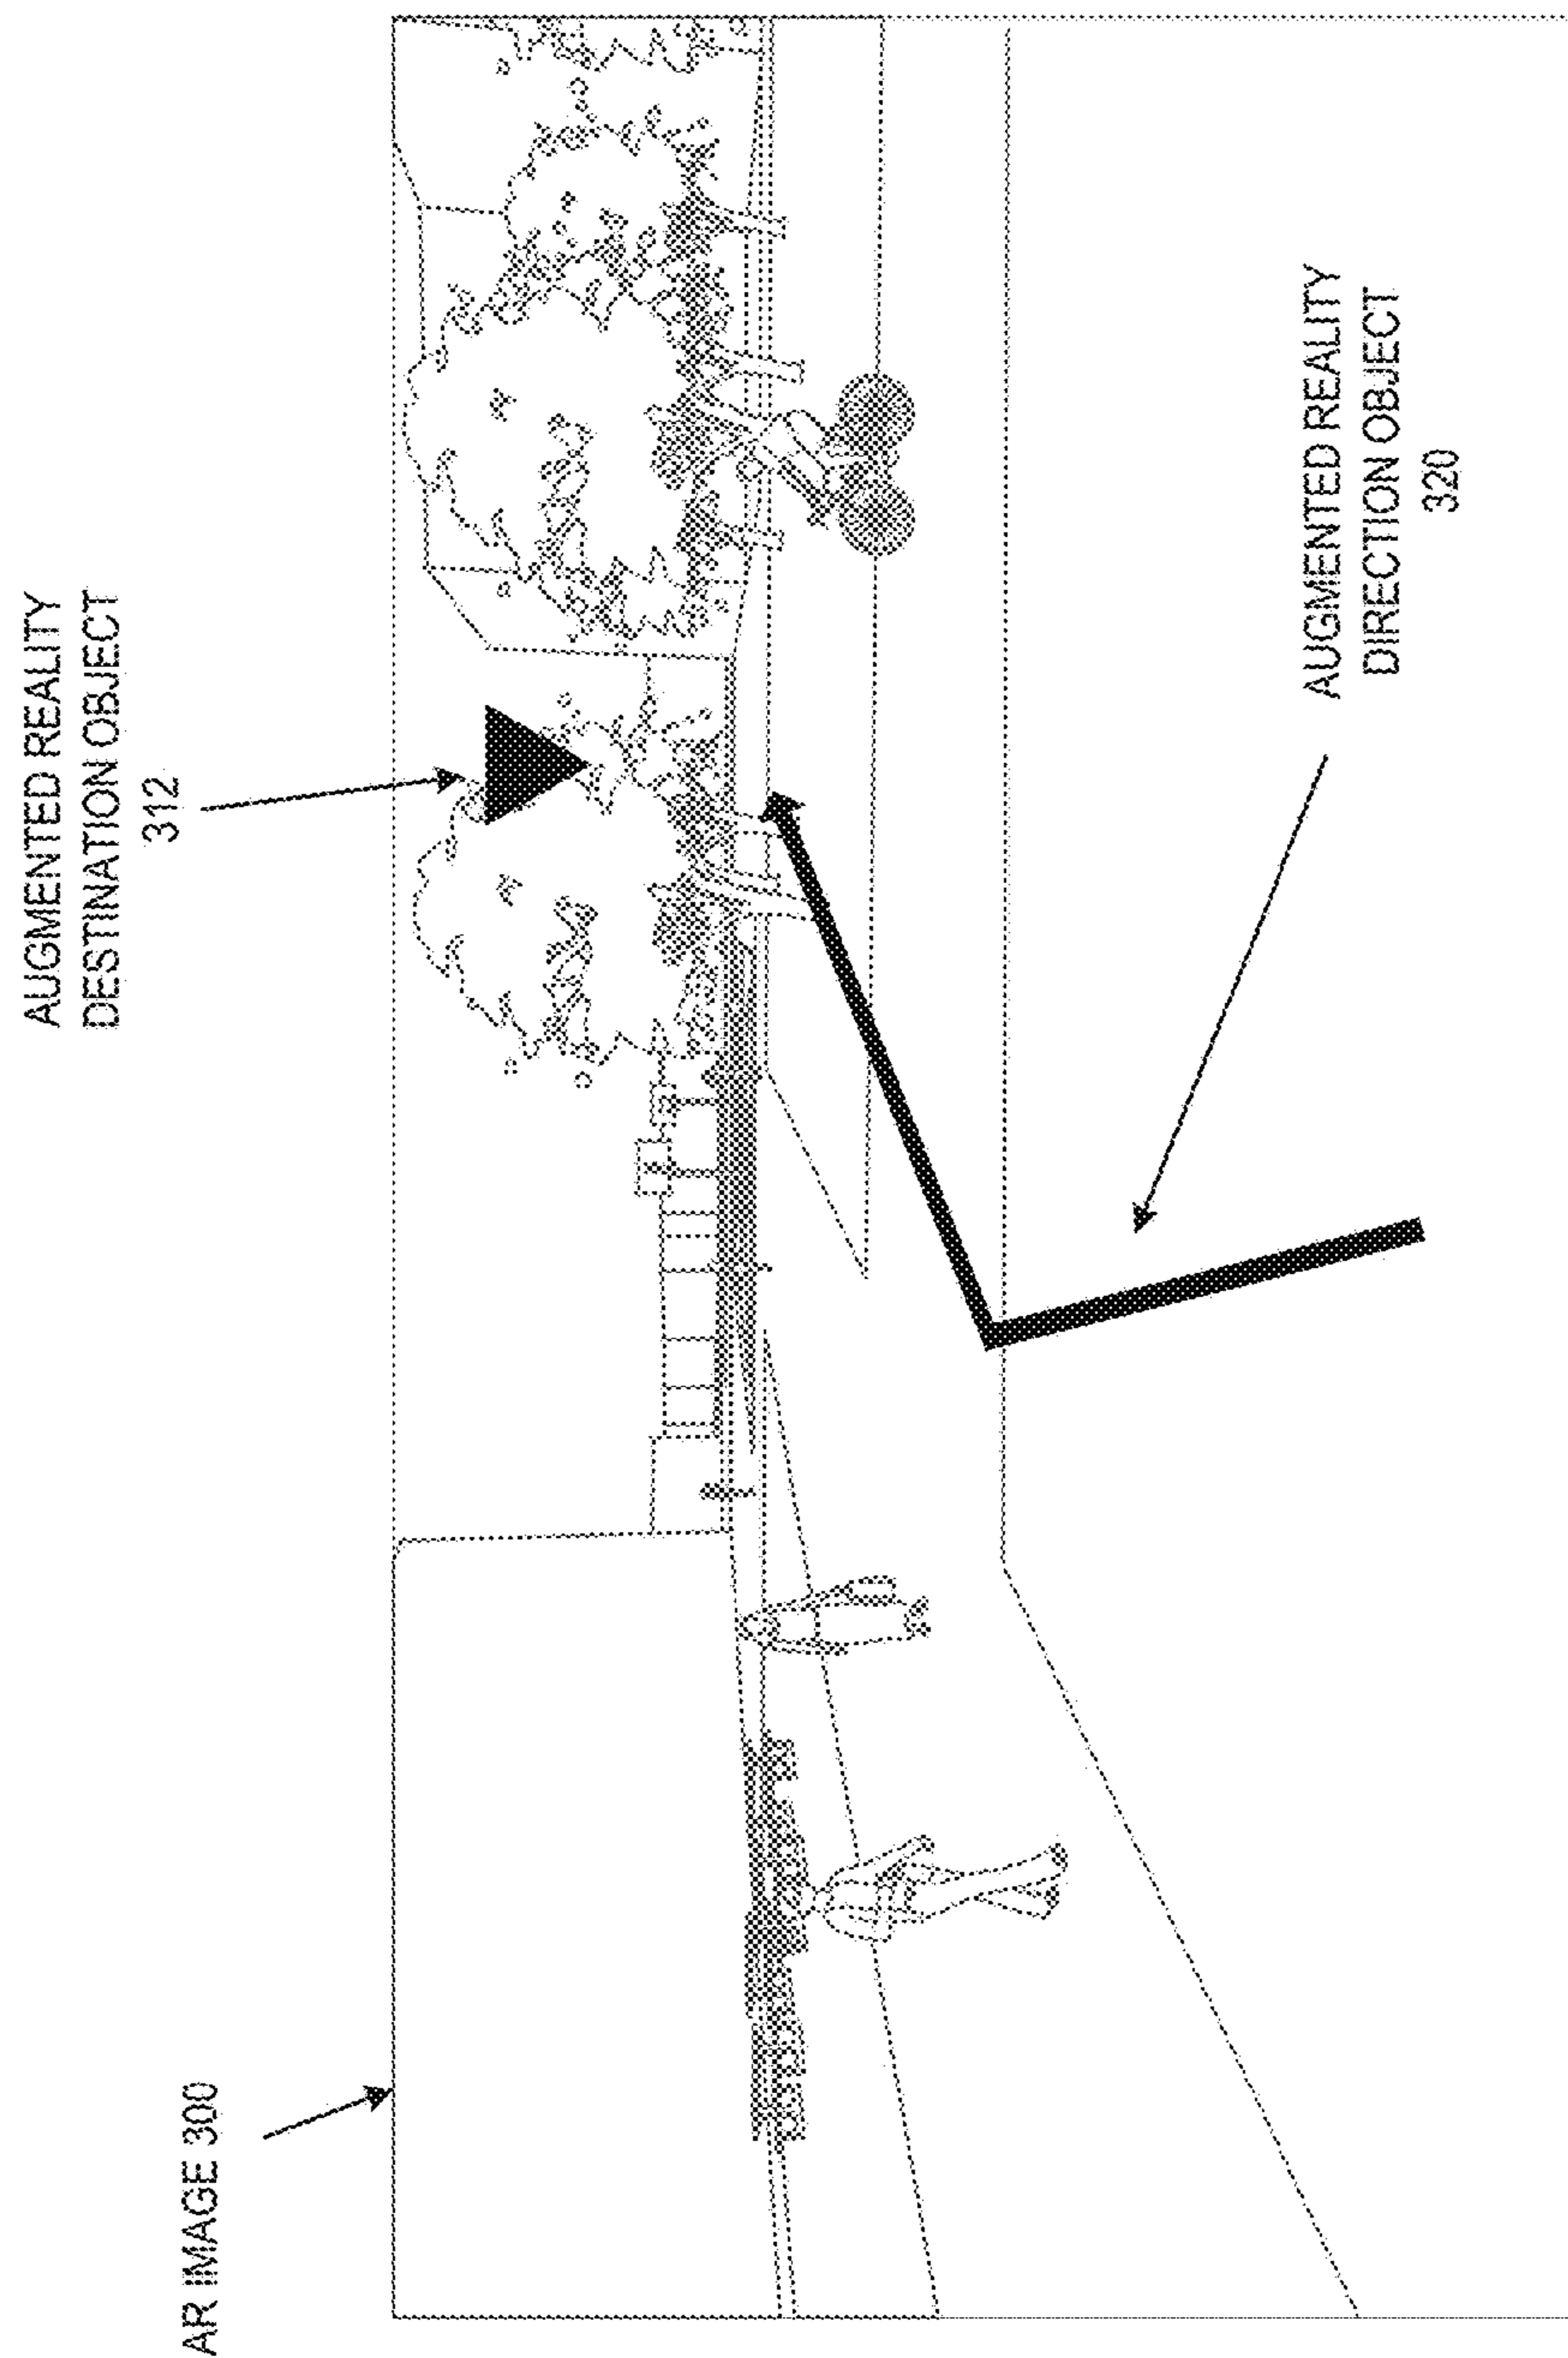 AUGMENTED REALITY
DESTINATION OBJECT
312
AR IMAGE 300
AUGMENTED REALITY
DIRECTION OBJECT
320